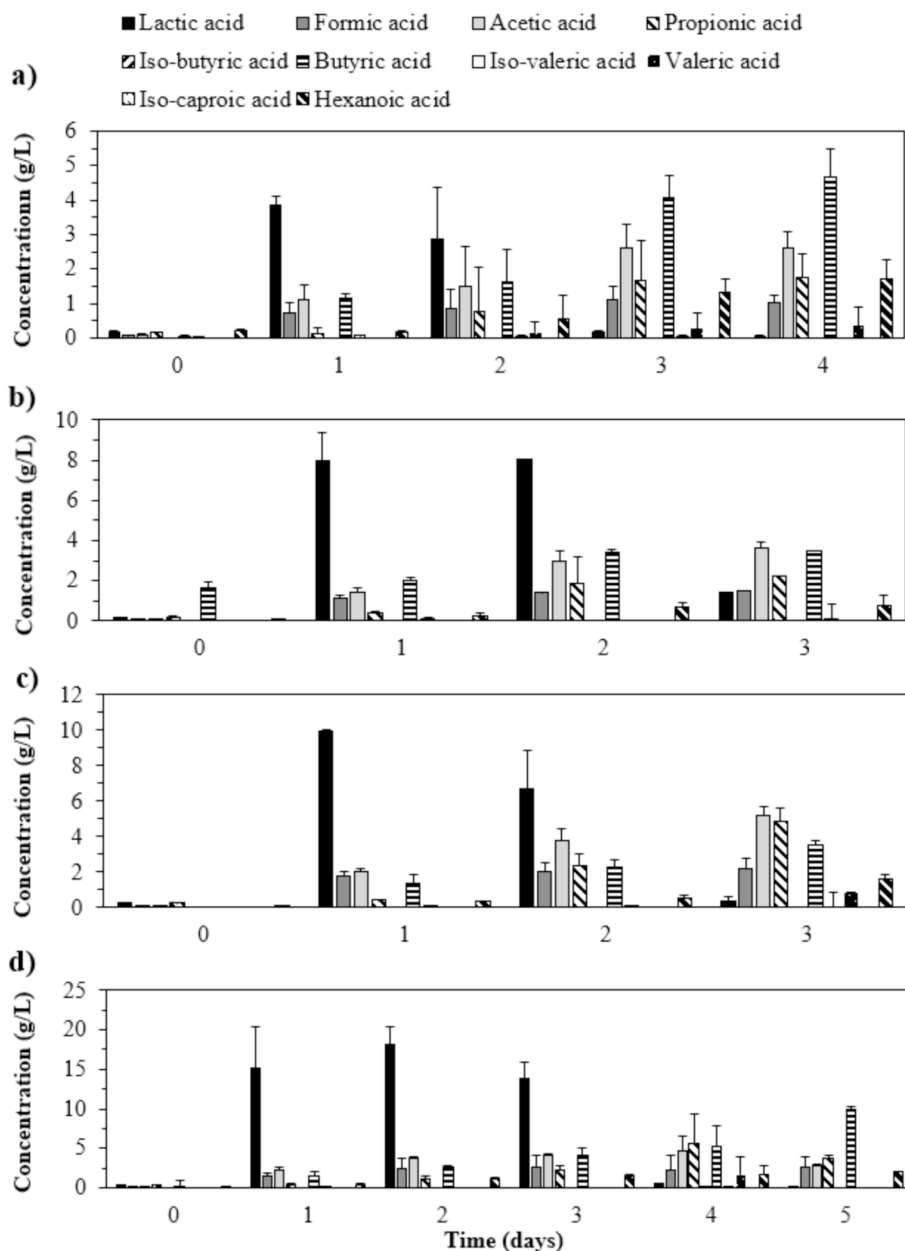 Lactic acid Formic acid Acetic acid Propionic acid
Iso-butyric acid Butyric acid Iso-valeric acid Valeric acid
Iso-caproic acid Hexanoic acid
a)
Concentrationn (g/L)
6
5
4
3
2
1
0
0 1 2 3 4
b)
Concentration (g/L)
10
8
6
4
2
0
0 1 2 3
c)
Concentration (g/L)
12
10
8
6
4
2
0
0 1 2 3
d)
Concentration (g/L)
25
20
15
10
5
0
0 1 2 3 4 5
Time (days)